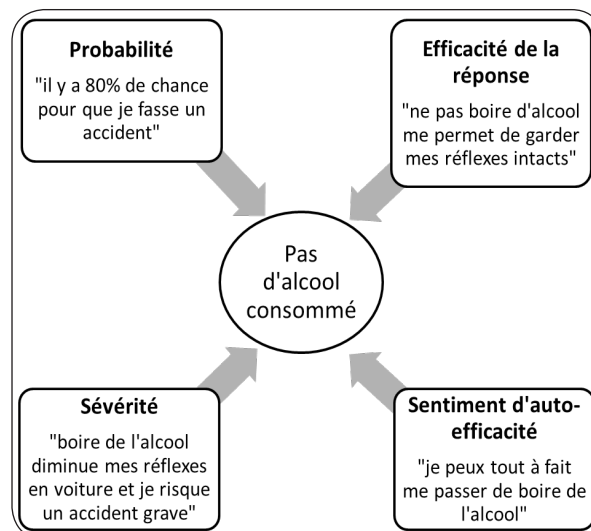 Probabilité
"il y a 80% de chance
pour que je fasse un
accident"
Efficacité de la
réponse
"ne pas boire d'alcool
me permet de garder
mes réflexes intacts"
Pas
d'alcool
consommé
Sévérité
"boire de l'alcool
diminue mes réflexes
en voiture et je risque
un accident grave"
Sentiment d'auto-
efficacité
"je peux tout à fait
me passer de boire de
l'alcool"